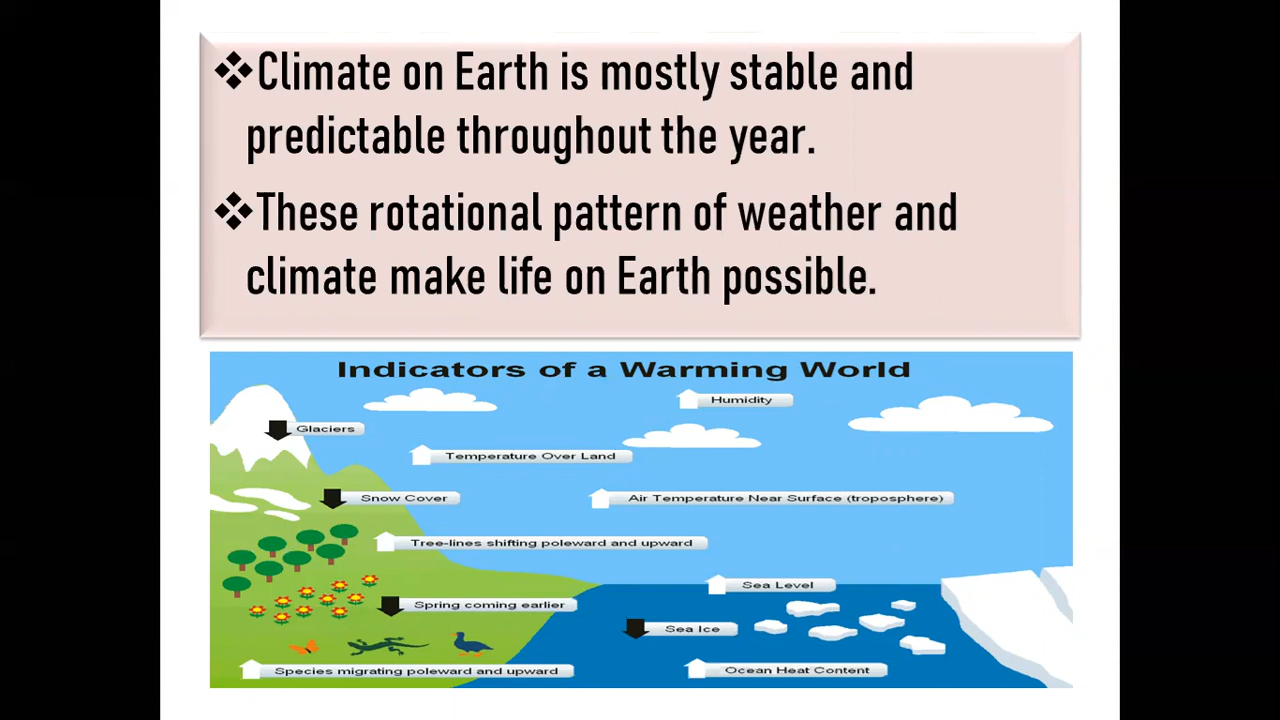 ❖Climate on Earth is mostly stable and
predictable throughout the year.
❖These rotational pattern of weather and
climate make life on Earth possible.
Indicators of a Warming World
Humidity
Glaciers
Temperature Over Land
Snow Cover
Air Temperature Near Surface (troposphere)
Tree-lines shifting poleward and upward
Sea Level
Spring coming earlier
Sea Ice
Species migrating poleward and upward
Ocean Heat Content